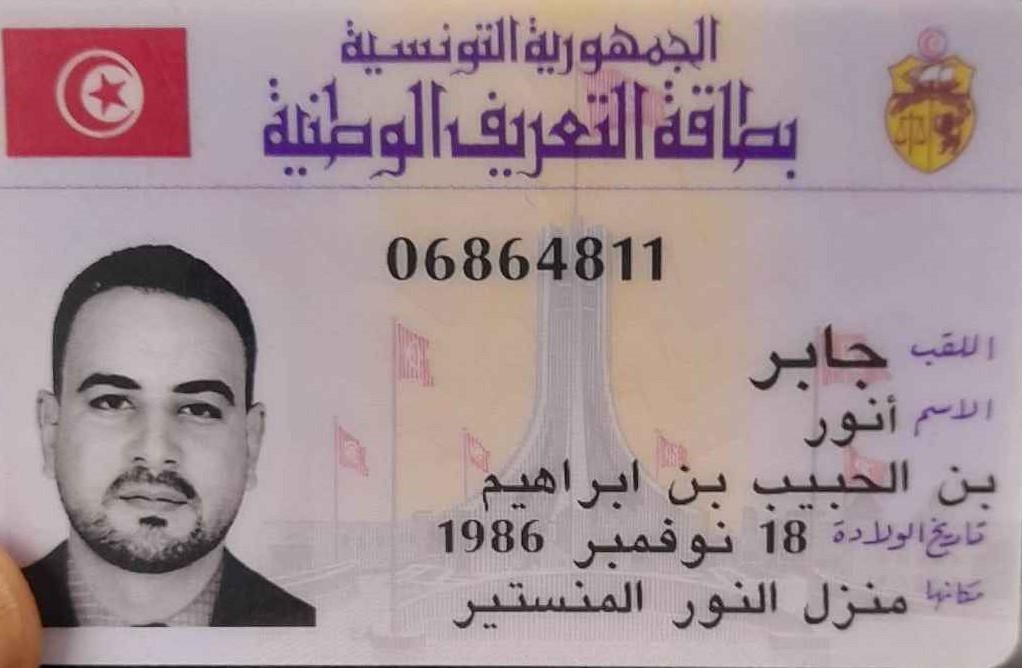 الجمهورية التونسية
بطاقة التعريف الوطنية
06864811
اللقب جابر
الاسم أنور
بن الحبيب بن ابراهيم
تاريخ الولادة 18 نوفمبر 1986
مكانها منزل النور المنستير